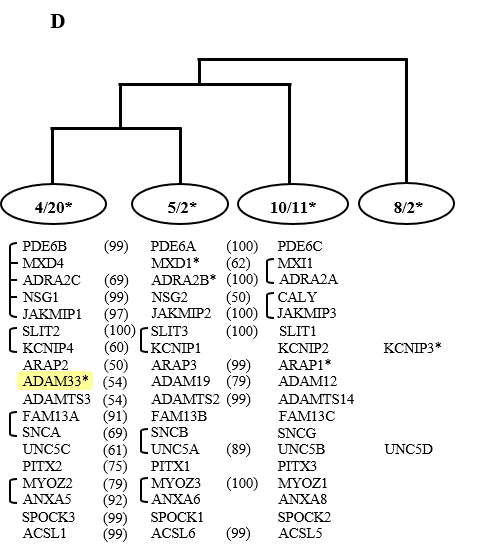 D
4/20* 5/2* 10/11* 8/2*
PDE6B (99) PDE6A (100) PDE6C
MXD4 MXD1* (62) MXI1
ADRA2C (69) ADRA2B* (100) ADRA2A
NSG1 (99) NSG2 (50) CALY
JAKMIP1 (97) JAKMIP2 (100) JAKMIP3
SLIT2 (100) SLIT3 (100) SLIT1
KCNIP4 (60) KCNIP1 KCNIP2 KCNIP3*
ARAP2 (50) ARAP3 (99) ARAP1*
ADAM33* (54) ADAM19 (79) ADAM12
ADAMTS3 (54) ADAMTS2 (99) ADAMTS14
FAM13A (91) FAM13B FAM13C
SNCA (69) SNCB SNCG
UNC5C (61) UNC5A (89) UNC5B UNC5D
PITX2 (75) PITX1 PITX3
MYOZ2 (79) MYOZ3 (100) MYOZ1
ANXA5 (92) ANXA6 ANXA8
SPOCK3 (99) SPOCK1 SPOCK2
ACSL1 (99) ACSL6 (99) ACSL5